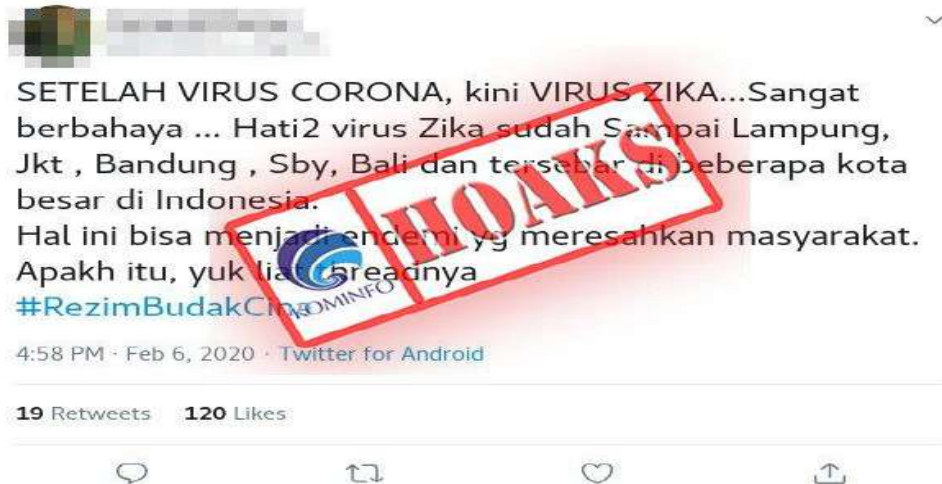 SETELAH VIRUS CORONA, kini VIRUS ZIKA...Sangat
berbahaya ... Hati2 virus Zika sudah Sampai Lampung,
Jkt , Bandung , Sby, Bali dan tersebar di beberapa kota
besar di Indonesia.
Hal ini bisa menjadi endemi yg meresahkan masyarakat.
Apakh itu, yuk liat threadnya
#RezimBudakCina
HOAKS
KOMINFO
4:58 PM · Feb 6, 2020 · Twitter for Android
19 Retweets 120 Likes